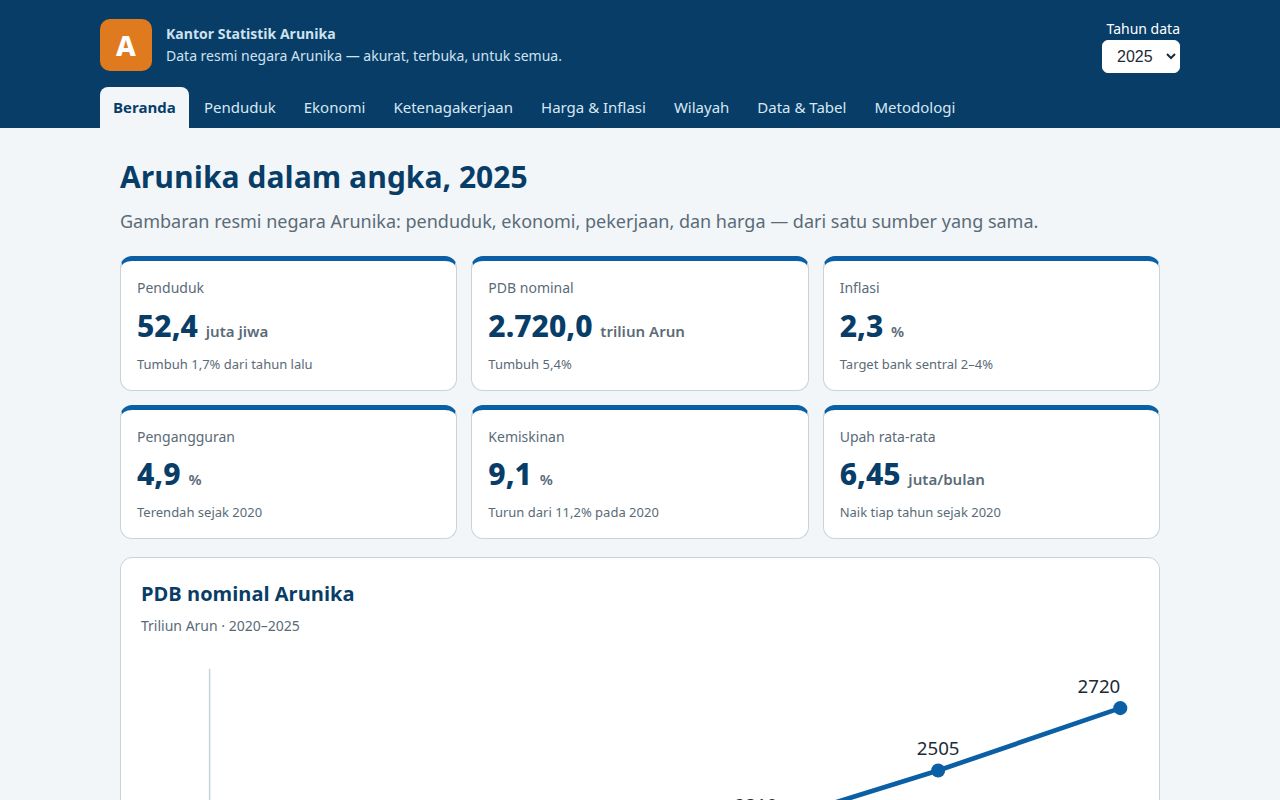 A
Kantor Statistik Arunika
Data resmi negara Arunika — akurat, terbuka, untuk semua.
Tahun data
2025
Beranda Penduduk Ekonomi Ketenagakerjaan Harga & Inflasi Wilayah Data & Tabel Metodologi
Arunika dalam angka, 2025
Gambaran resmi negara Arunika: penduduk, ekonomi, pekerjaan, dan harga — dari satu sumber yang sama.
Penduduk
52,4 juta jiwa
Tumbuh 1,7% dari tahun lalu
PDB nominal
2.720,0 triliun Arun
Tumbuh 5,4%
Inflasi
2,3 %
Target bank sentral 2–4%
Pengangguran
4,9 %
Terendah sejak 2020
Kemiskinan
9,1 %
Turun dari 11,2% pada 2020
Upah rata-rata
6,45 juta/bulan
Naik tiap tahun sejak 2020
PDB nominal Arunika
Triliun Arun · 2020–2025
2720
2505